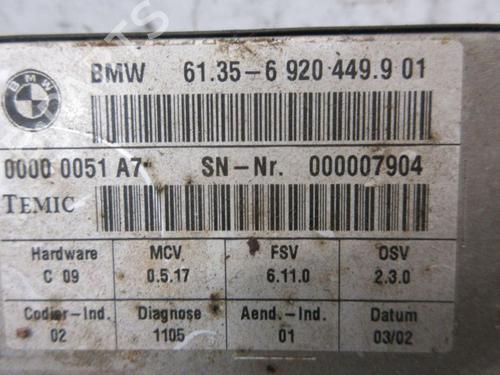 BMW
BMW 61.35-6 920 449.9 01
0000 0051 A7 SN-Nr. 000007904
TEMIC
Hardware MCV FSV OSV
C 09 0.5.17 6.11.0 2.3.0
Codier-Ind. Diagnose Aend.-Ind. Datum
02 1105 01 03/02